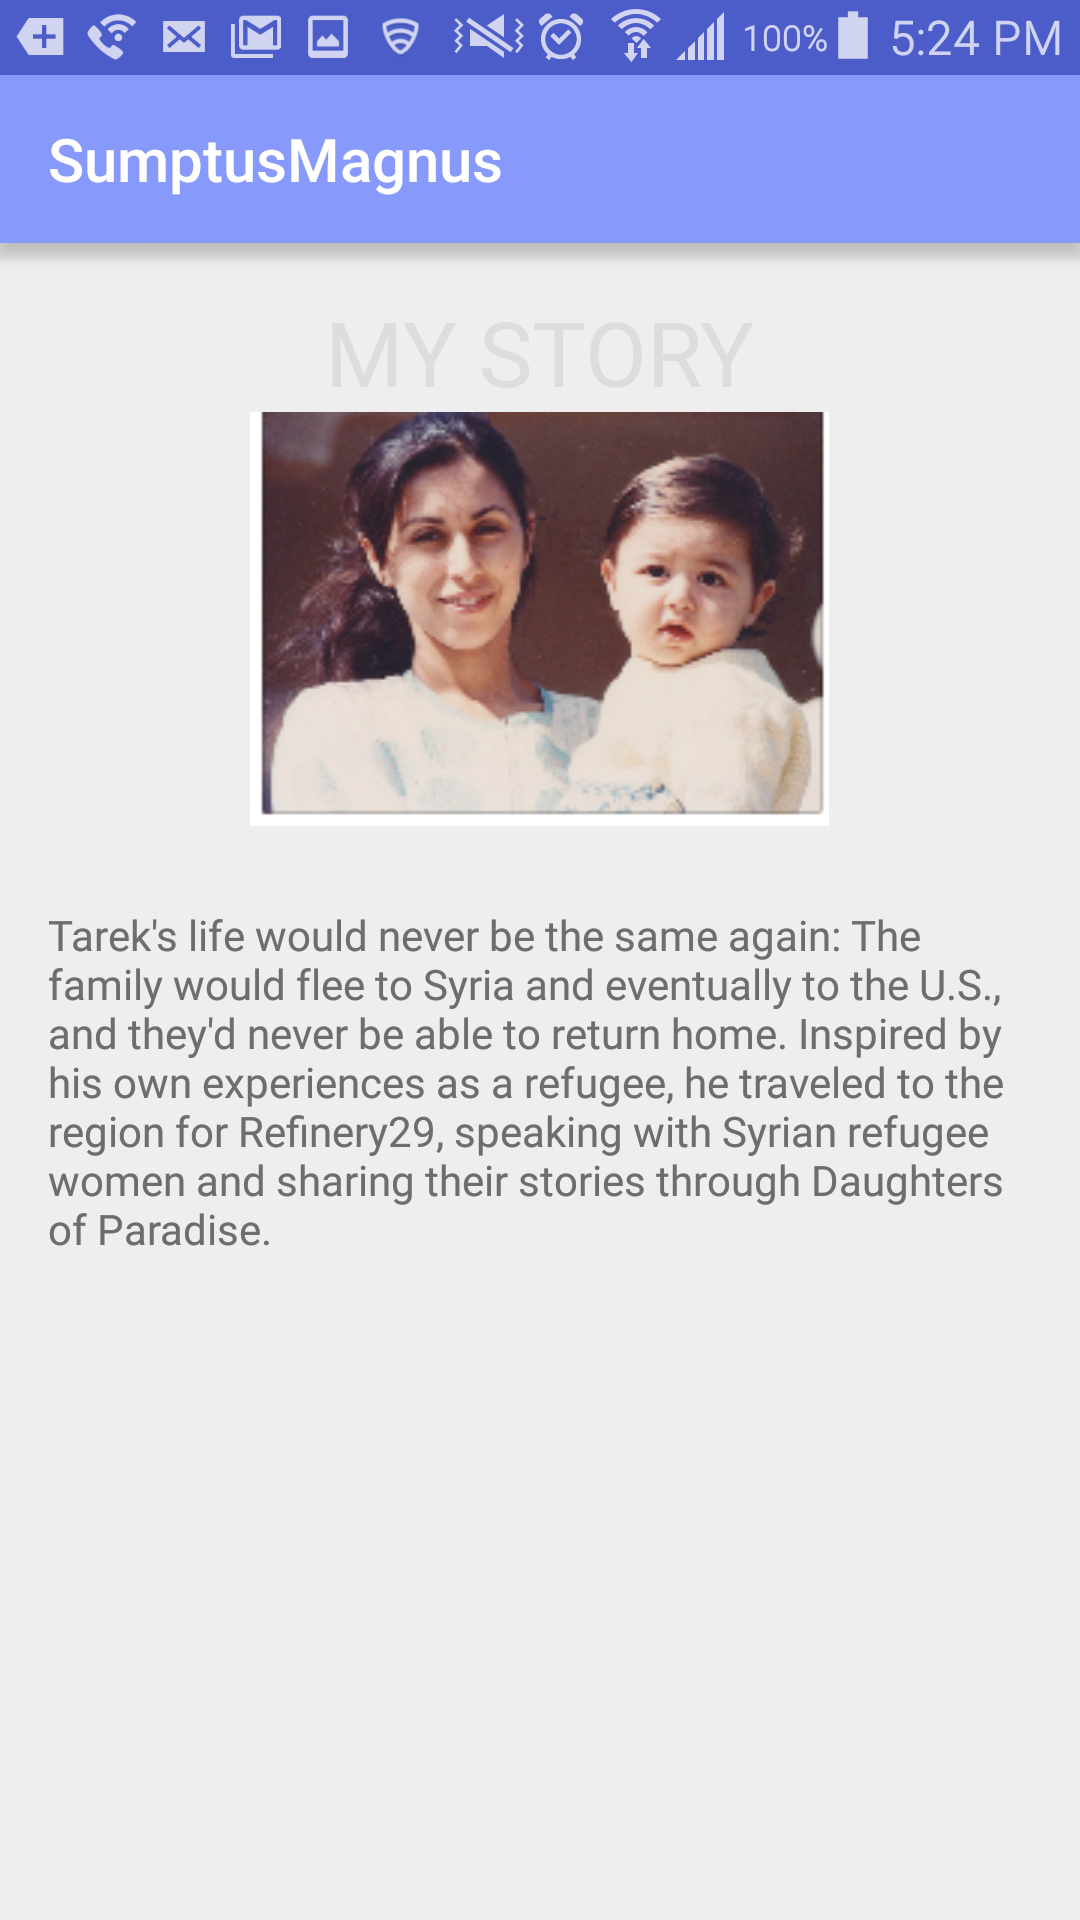 100% 5:24 PM
SumptusMagnus
MY STORY
Tarek's life would never be the same again: The
family would flee to Syria and eventually to the U.S.,
and they'd never be able to return home. Inspired by
his own experiences as a refugee, he traveled to the
region for Refinery29, speaking with Syrian refugee
women and sharing their stories through Daughters
of Paradise.